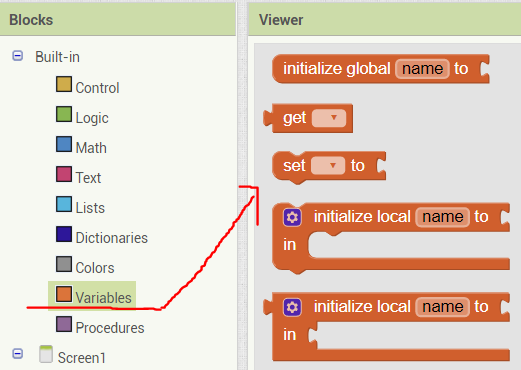 Blocks
Built-in
Control
Logic
Math
Text
Lists
Dictionaries
Colors
Variables
Procedures
Screen1
Viewer
initialize global name to
get
set to
initialize local name to
in
initialize local name to
in